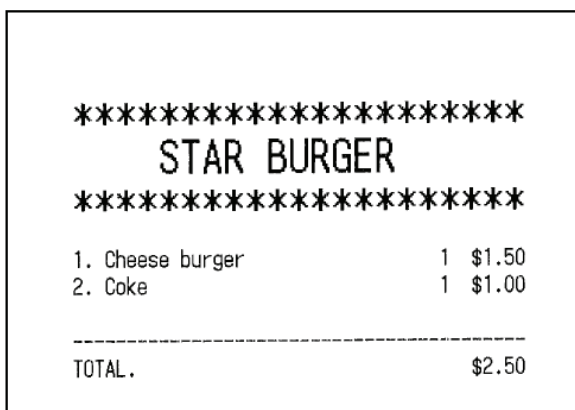 *********************
STAR BURGER
*********************
1. Cheese burger 1 $1.50
2. Coke 1 $1.00
------------------------------------------
TOTAL. $2.50